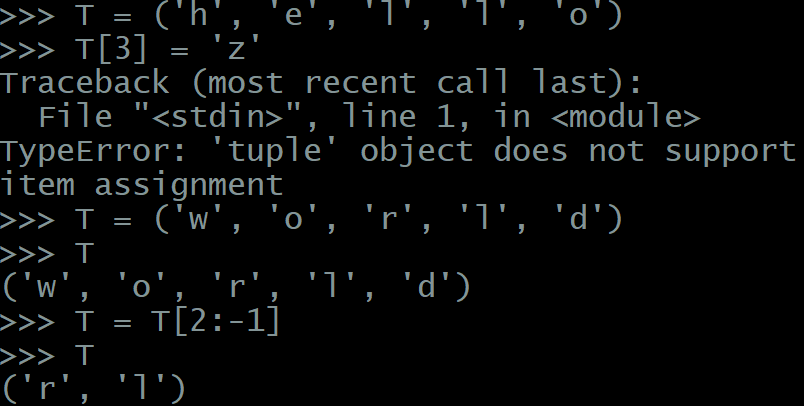 >>> T = ('h', 'e', 'l', 'l', 'o')
>>> T[3] = 'z'
Traceback (most recent call last):
  File "<stdin>", line 1, in <module>
TypeError: 'tuple' object does not support
item assignment
>>> T = ('w', 'o', 'r', 'l', 'd')
>>> T
('w', 'o', 'r', 'l', 'd')
>>> T = T[2:-1]
>>> T
('r', 'l')